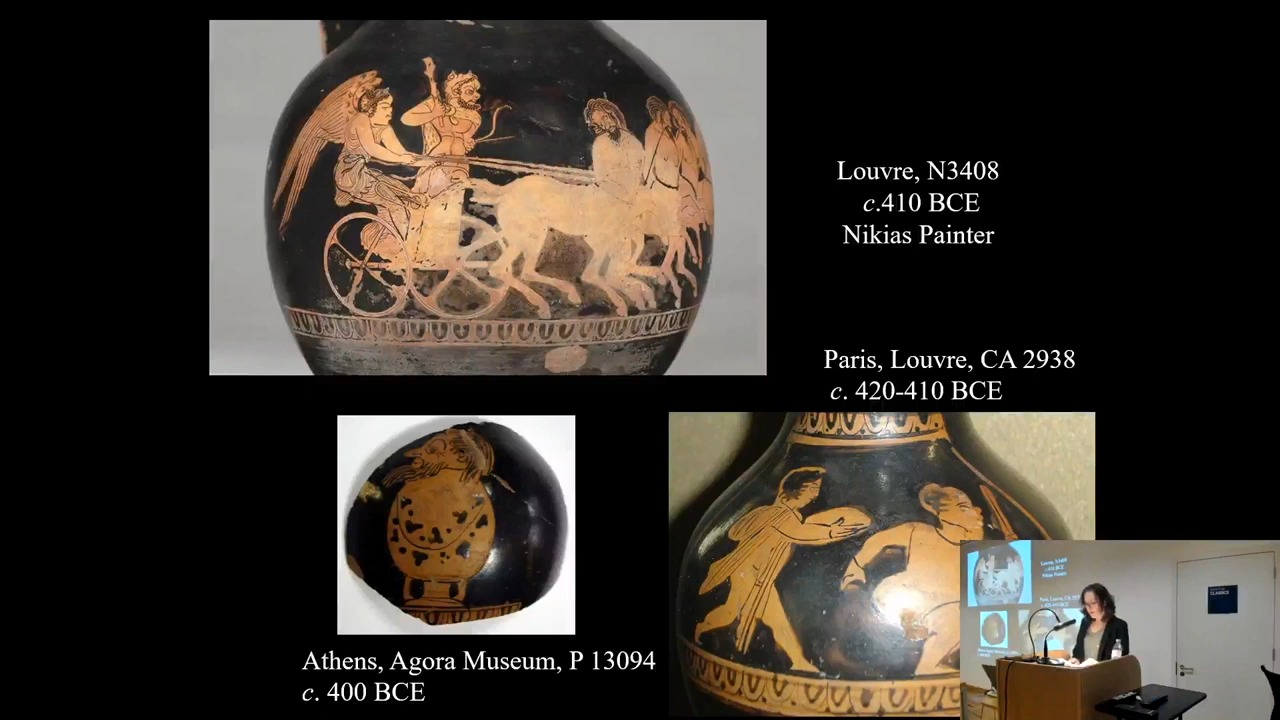 Louvre, N3408
c.410 BCE
Nikias Painter
Paris, Louvre, CA 2938
c. 420-410 BCE
Athens, Agora Museum, P 13094
c. 400 BCE
CLASSICS